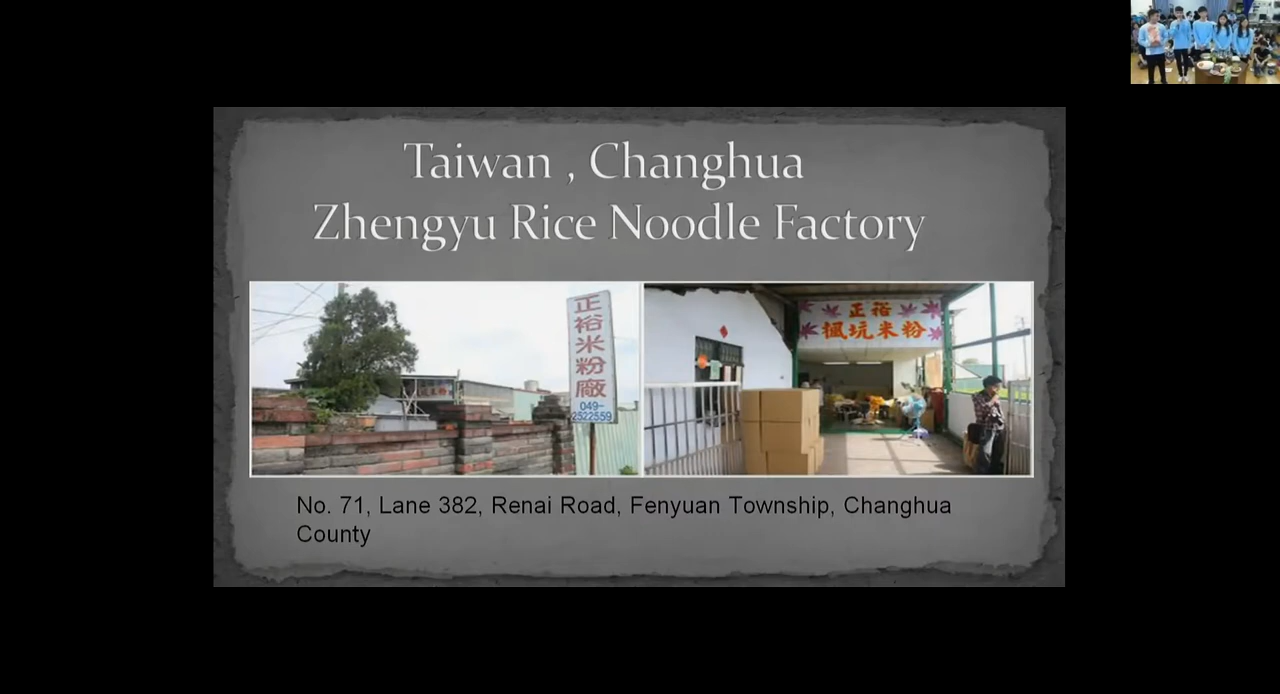 Taiwan , Changhua
Zhengyu Rice Noodle Factory
正裕米粉廠
049-
2522559
正裕
楓坑米粉
No. 71, Lane 382, Renai Road, Fenyuan Township, Changhua
County